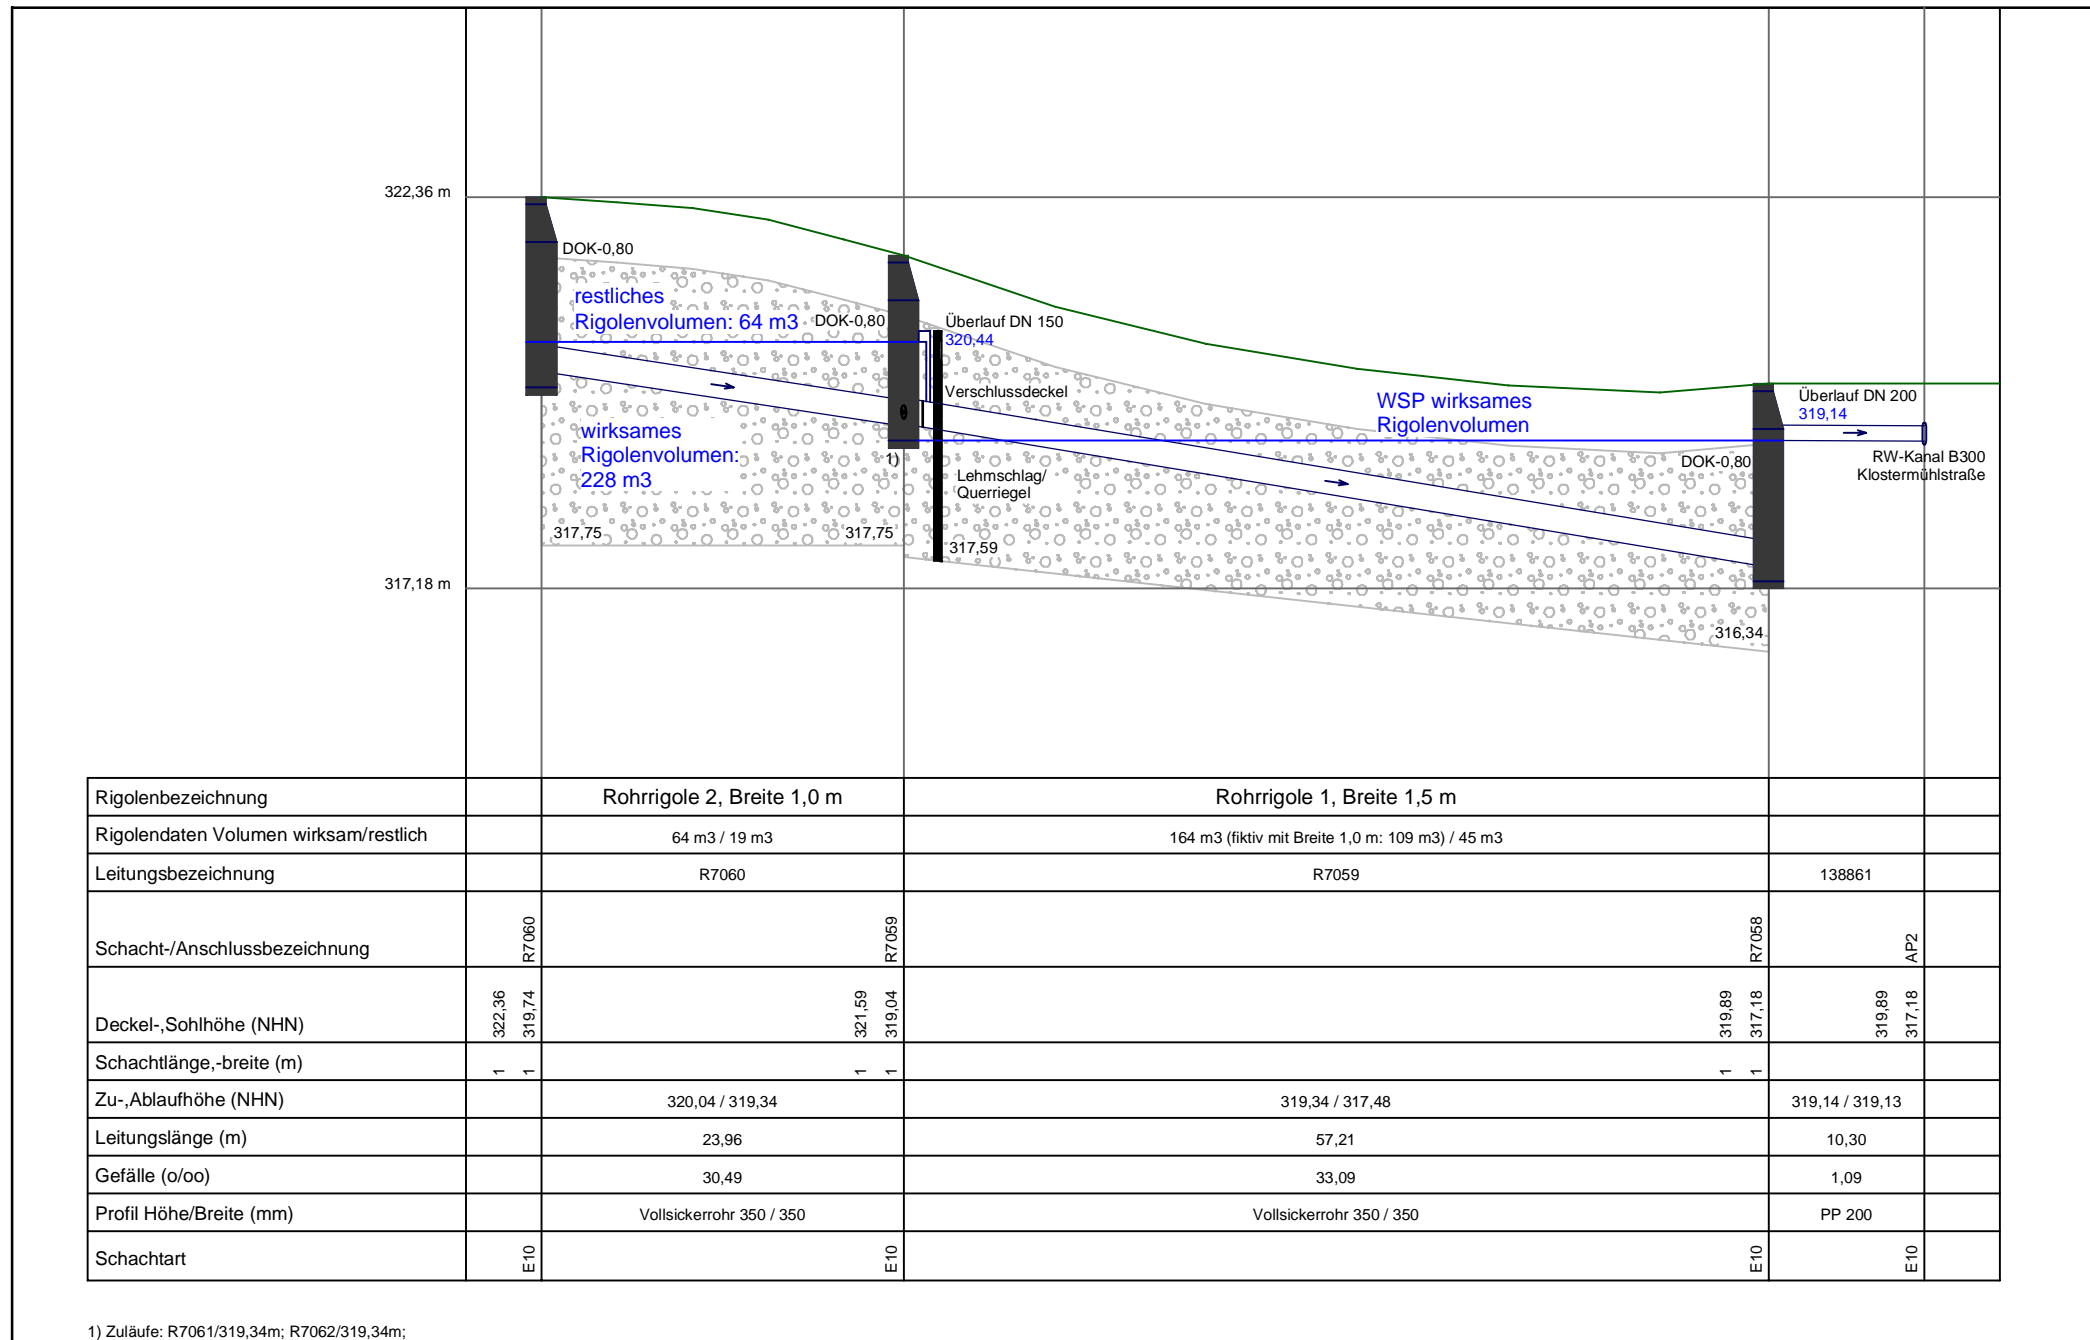 322,36 m
DOK-0,80
restliches
Rigolenvolumen: 64 m3
DOK-0,80
Überlauf DN 150
320,44
Verschlussdeckel
WSP wirksames
Rigolenvolumen
Überlauf DN 200
319,14
wirksames
Rigolenvolumen:
228 m3
1)
Lehmschlag/
Querriegel
DOK-0,80
RW-Kanal B300
Klostermühlstraße
317,75
317,75
317,59
317,18 m
316,34
Rigolenbezeichnung
Rohrrigole 2, Breite 1,0 m
Rohrrigole 1, Breite 1,5 m
Rigolendaten Volumen wirksam/restlich
64 m3 / 19 m3
164 m3 (fiktiv mit Breite 1,0 m: 109 m3) / 45 m3
Leitungsbezeichnung
R7060
R7059
138861
Schacht-/Anschlussbezeichnung
R7060
R7059
R7058
AP2
Deckel-,Sohlhöhe (NHN)
322,36
319,74
321,59
319,04
319,89
317,18
319,89
317,18
Schachtlänge,-breite (m)
1
1
1
1
1
1
Zu-,Ablaufhöhe (NHN)
320,04 / 319,34
319,34 / 317,48
319,14 / 319,13
Leitungslänge (m)
23,96
57,21
10,30
Gefälle (o/oo)
30,49
33,09
1,09
Profil Höhe/Breite (mm)
Vollsickerrohr 350 / 350
Vollsickerrohr 350 / 350
PP 200
Schachtart
E10
E10
E10
E10
1) Zuläufe: R7061/319,34m; R7062/319,34m;